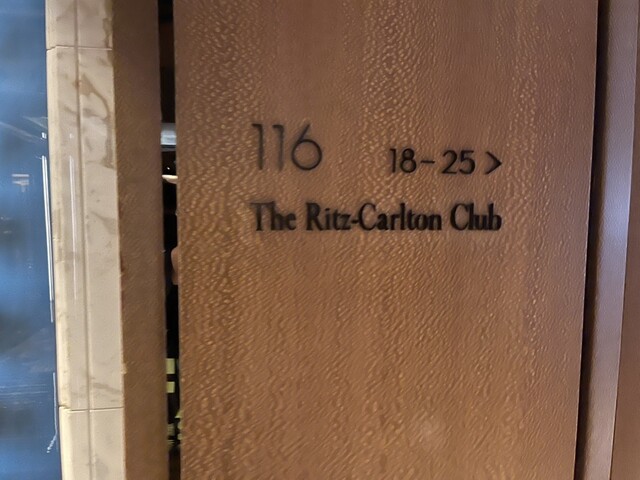 116 18-25 >
The Ritz-Carlton Club